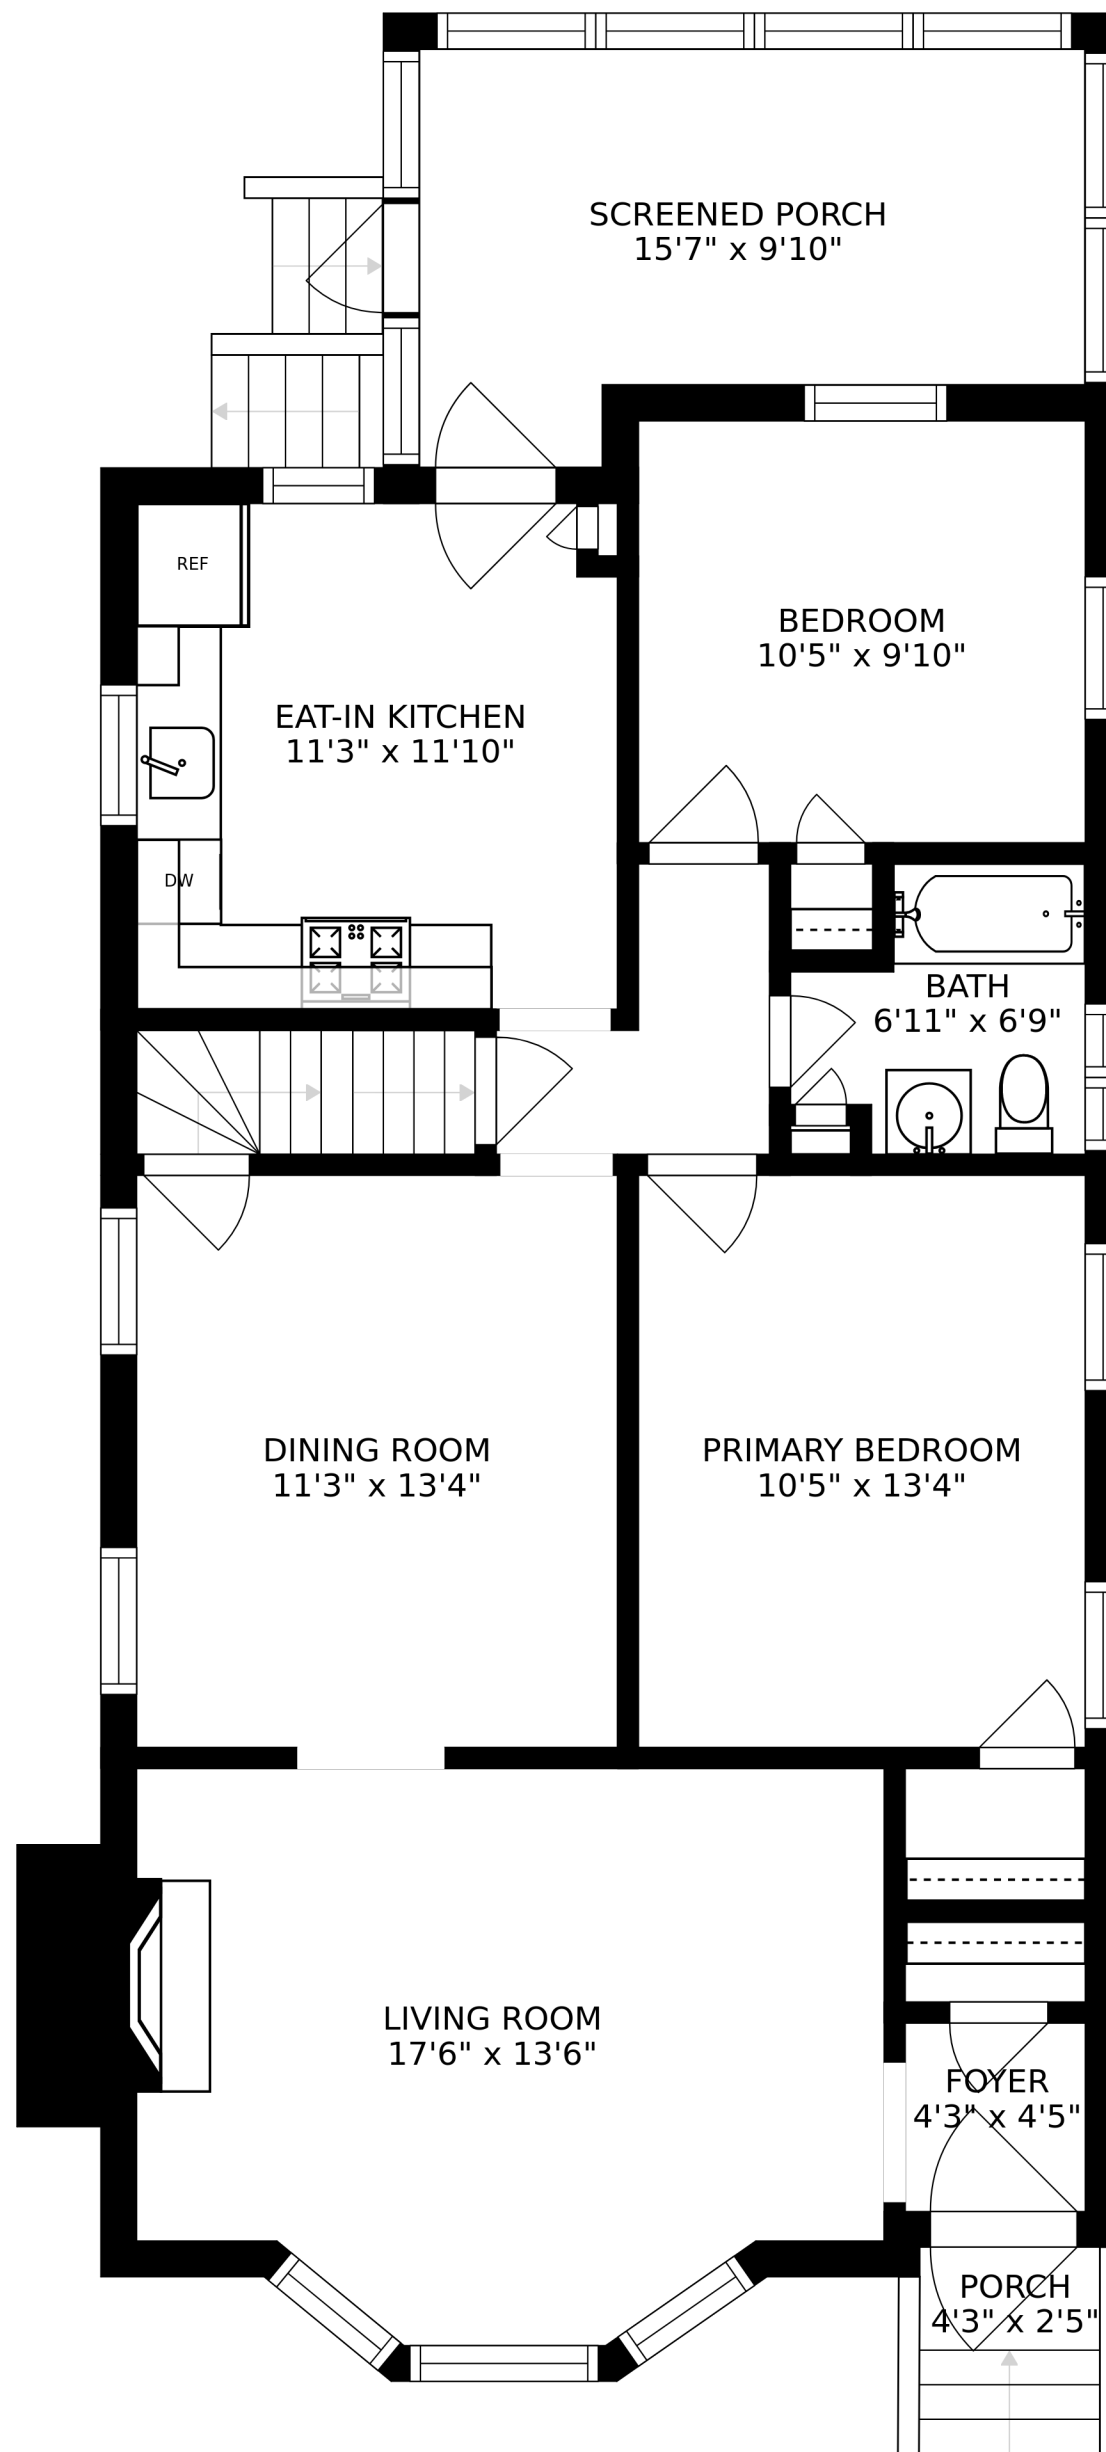 SCREENED PORCH
15'7" x 9'10"
REF
BEDROOM
10'5" x 9'10"
EAT-IN KITCHEN
11'3" x 11'10"
DW
BATH
6'11" x 6'9"
DINING ROOM
11'3" x 13'4"
PRIMARY BEDROOM
10'5" x 13'4"
LIVING ROOM
17'6" x 13'6"
FOYER
4'3" x 4'5"
PORCH
4'3" x 2'5"